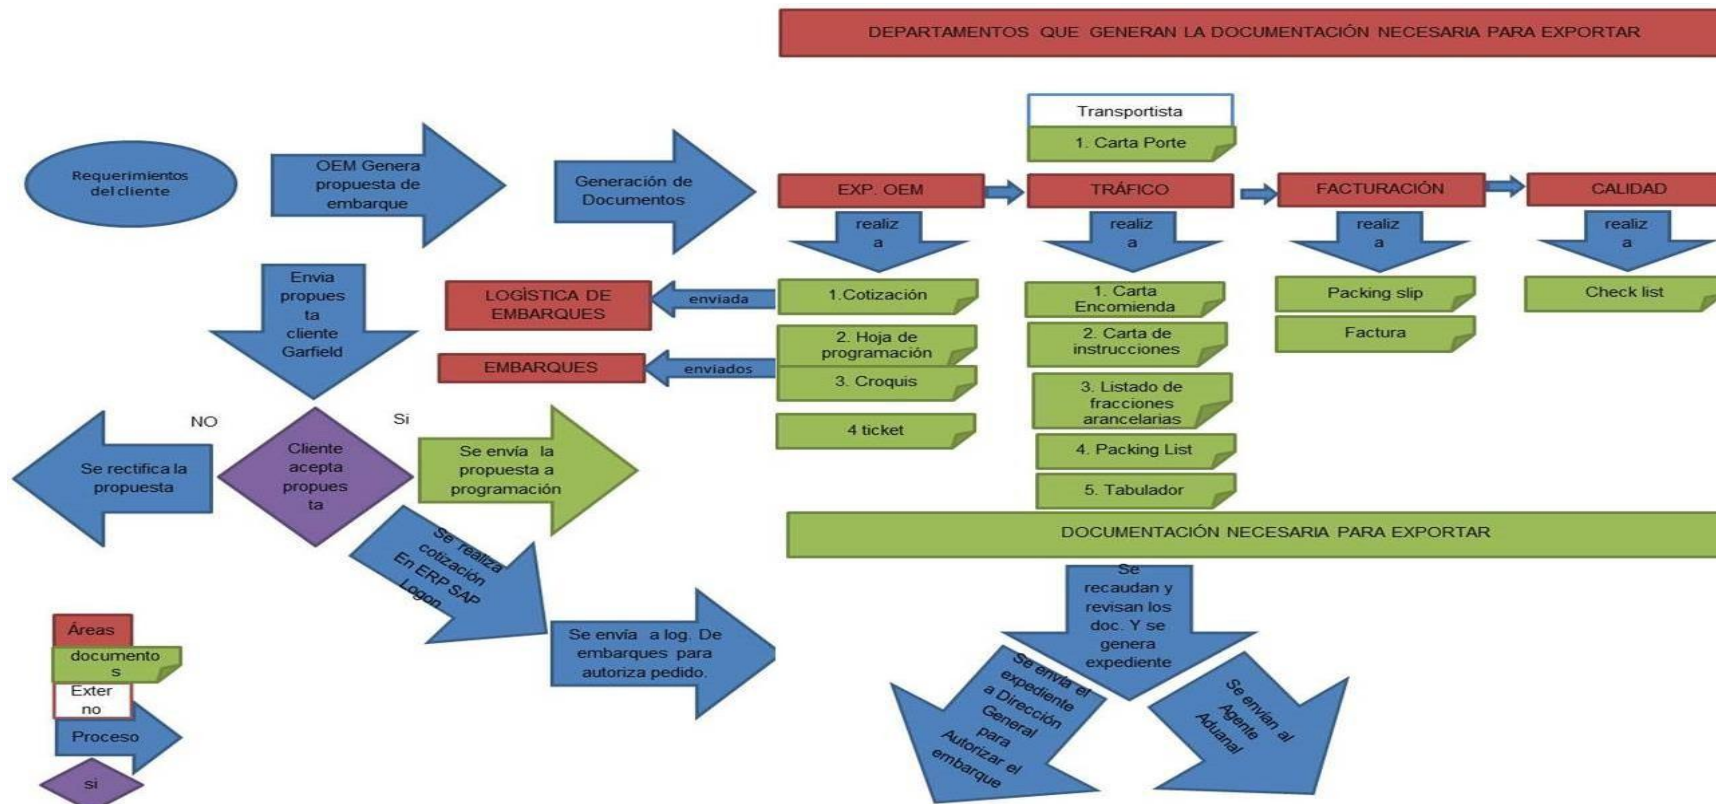 DEPARTAMENTOS QUE GENERAN LA DOCUMENTACIÓN NECESARIA PARA EXPORTAR
Requerimientos
del cliente
OEM Genera
propuesta de
embarque
Generación de
Documentos
Transportista
1. Carta Porte
EXP. OEM
TRÁFICO
FACTURACIÓN
CALIDAD
realiz
a
realiz
a
realiz
a
realiz
a
Envia
propues
ta
cliente
Garfield
LOGÌSTICA DE
EMBARQUES
enviada
1.Cotización
EMBARQUES
enviados
2. Hoja de
programación
3. Croquis
4 ticket
1. Carta
Encomienda
2. Carta de
instrucciones
3. Listado de
fracciones
arancelarias
4. Packing List
5. Tabulador
Packing slip
Factura
Check list
NO
Si
Se rectifica la
propuesta
Cliente
acepta
propues
ta
Se envía la
propuesta a
programación
Se realiza
cotización
En ERP SAP
Logon
Se envía a log. De
embarques para
autoriza pedido.
DOCUMENTACIÓN NECESARIA PARA EXPORTAR
Se
recaudan y
revisan los
doc. Y se
genera
expediente
Se envía el
expediente
a Dirección
General
para
Autorizar el
embarque
Se envían al
Agente
Aduanal
Áreas
documento
s
Exter
no
Proceso
si